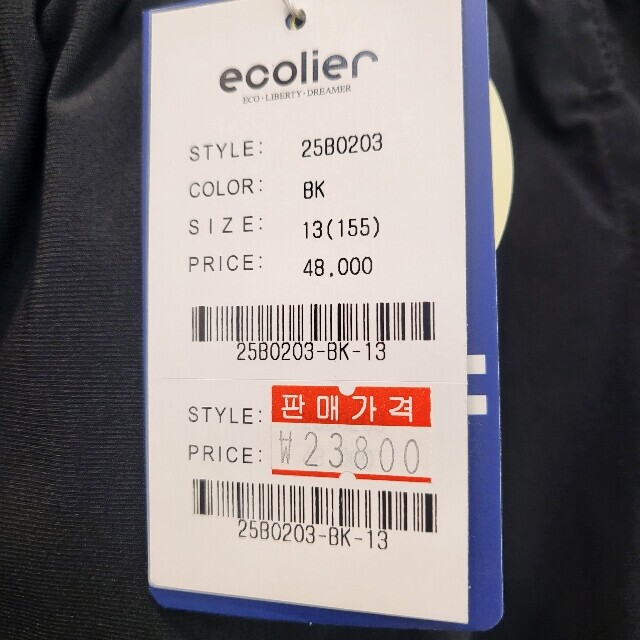 ecolier
ECO · LIBERTY · DREAMER
STYLE: 25B0203
COLOR: BK
SIZE: 13(155)
PRICE: 48,000
25B0203-BK-13
STYLE: 판매가격
PRICE: ₩23800
25B0203-BK-13